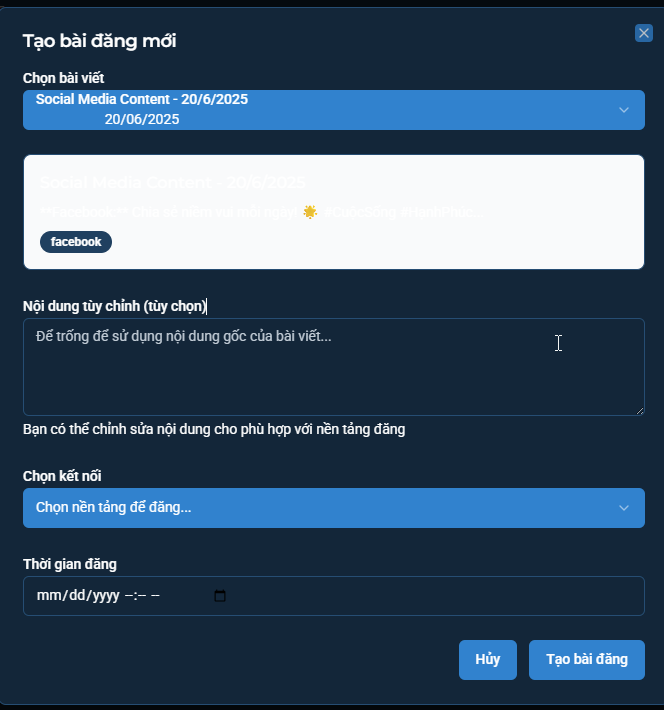 Tạo bài đăng mới
Chọn bài viết
Social Media Content - 20/6/2025
20/06/2025
Social Media Content - 20/6/2025
**Facebook:** Chia sẻ niềm vui mỗi ngày! 🌟 #CuộcSống #HạnhPhúc
facebook
Nội dung tùy chỉnh (tùy chọn)
Để trống để sử dụng nội dung gốc của bài viết...
Bạn có thể chỉnh sửa nội dung cho phù hợp với nền tảng đăng
Chọn kết nối
Chọn nền tảng để đăng...
Thời gian đăng
mm/dd/yyyy --:-- --
Hủy
Tạo bài đăng